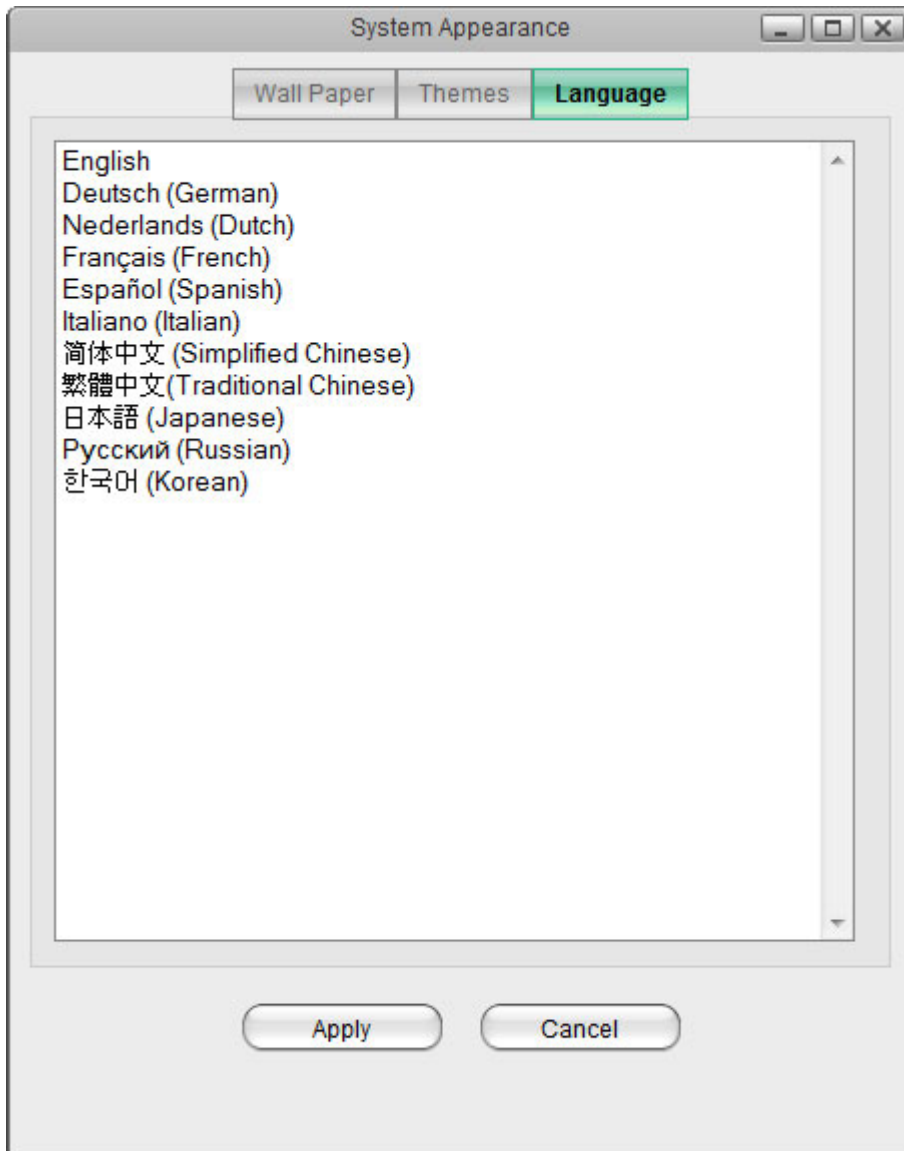 System Appearance
Wall Paper Themes Language
English
Deutsch (German)
Nederlands (Dutch)
Français (French)
Español (Spanish)
Italiano (Italian)
简体中文 (Simplified Chinese)
繁體中文(Traditional Chinese)
日本語 (Japanese)
Русский (Russian)
한국어 (Korean)
Apply Cancel